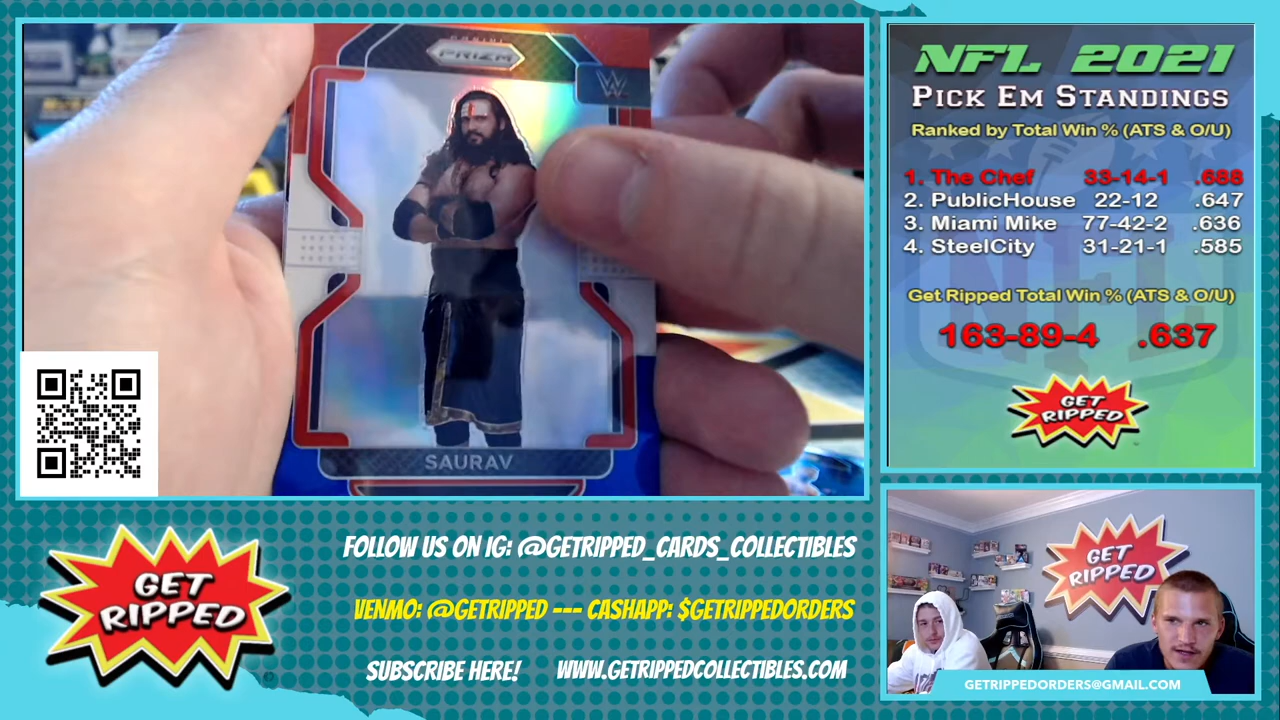 PANINI
PRIZM
W
SAURAV
NFL 2021
PICK EM STANDINGS
Ranked by Total Win % (ATS & O/U)
1. The Chef 33-14-1 .688
2. PublicHouse 22-12 .647
3. Miami Mike 77-42-2 .636
4. SteelCity 31-21-1 .585
Get Ripped Total Win % (ATS & O/U)
163-89-4 .637
GET
RIPPED
GET
RIPPED
FOLLOW US ON IG: @GETRIPPED_CARDS_COLLECTIBLES
VENMO: @GETRIPPED --- CASHAPP: $GETRIPPEDORDERS
SUBSCRIBE HERE! WWW.GETRIPPEDCOLLECTIBLES.COM
GET
RIPPED
GETRIPPEDORDERS@GMAIL.COM